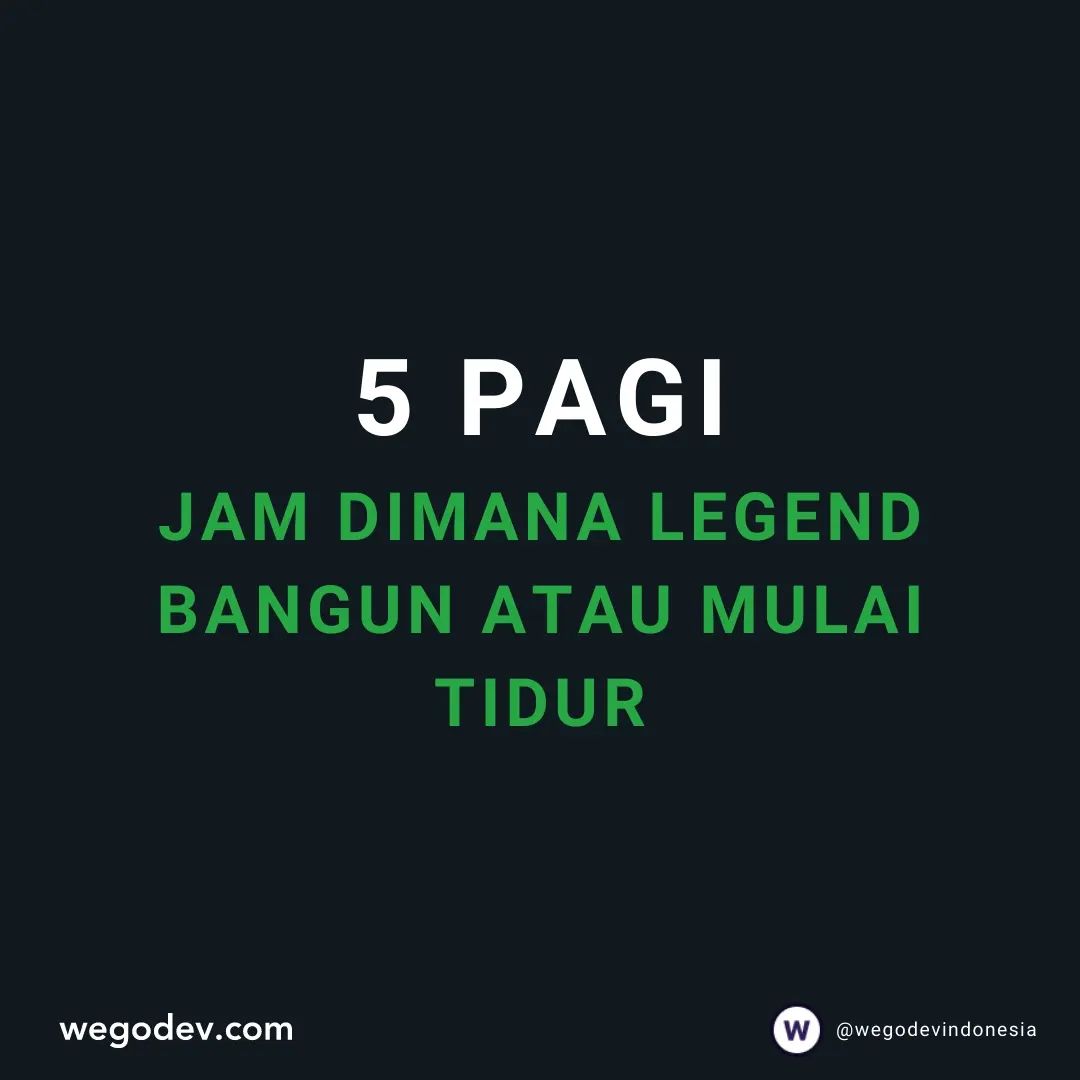 5 PAGI
JAM DIMANA LEGEND
BANGUN ATAU MULAI
TIDUR
wegodev.com
W @wegodevindonesia